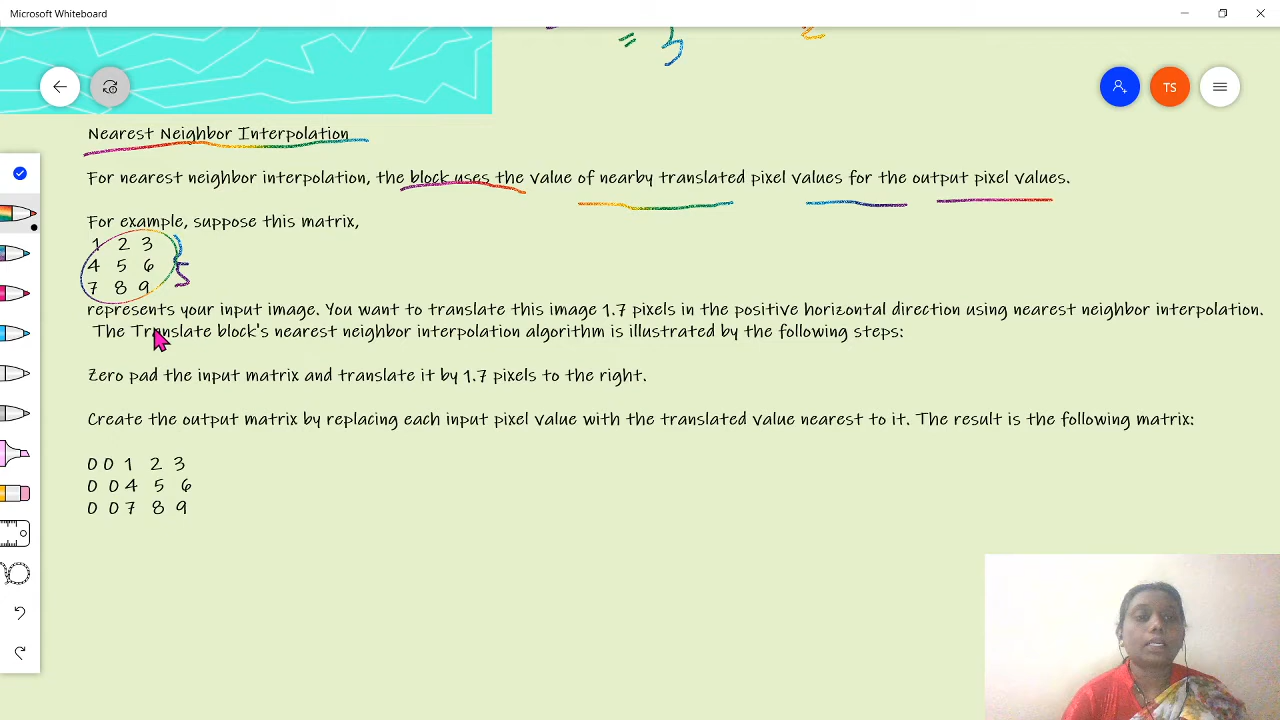 Microsoft Whiteboard
= 3 2
TS
Nearest Neighbor Interpolation
For nearest neighbor interpolation, the block uses the value of nearby translated pixel values for the output pixel values.
For example, suppose this matrix,
1 2 3
4 5 6
7 8 9
represents your input image. You want to translate this image 1.7 pixels in the positive horizontal direction using nearest neighbor interpolation.
The Translate block's nearest neighbor interpolation algorithm is illustrated by the following steps:
Zero pad the input matrix and translate it by 1.7 pixels to the right.
Create the output matrix by replacing each input pixel value with the translated value nearest to it. The result is the following matrix:
0 0 1 2 3
0 0 4 5 6
0 0 7 8 9